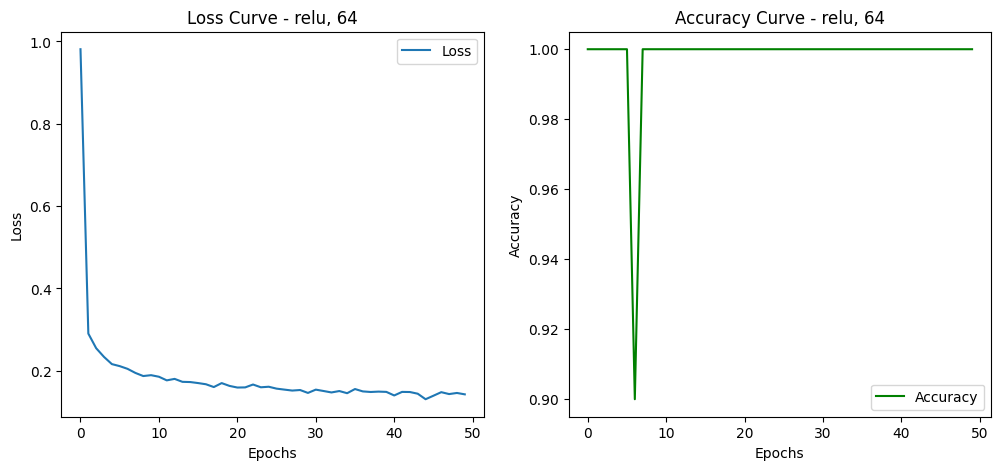 Loss Curve - relu, 64
1.0
0.8
0.6
0.4
0.2
Loss
Loss
0 10 20 30 40 50
Epochs
Accuracy Curve - relu, 64
1.00
0.98
0.96
0.94
0.92
0.90
Accuracy
Accuracy
0 10 20 30 40 50
Epochs